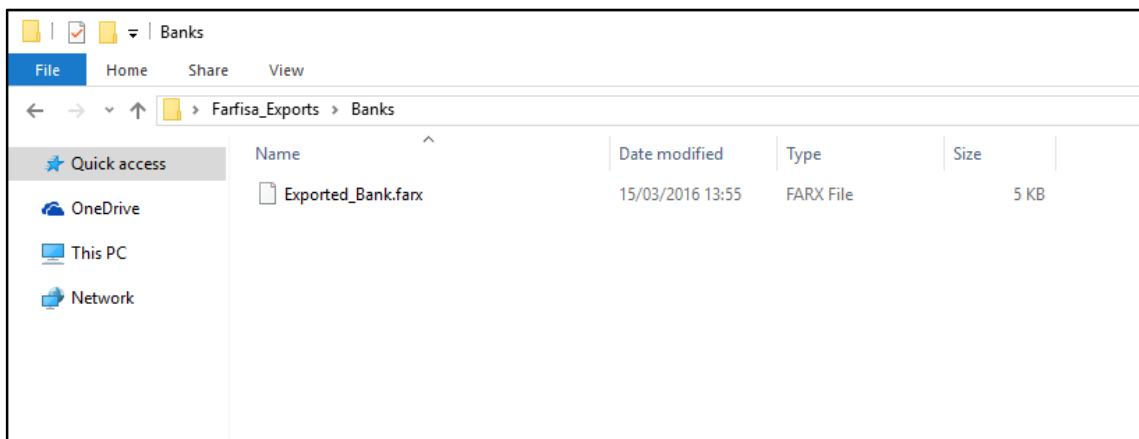 Banks
File Home Share View
Farfisa_Exports > Banks
Name Date modified Type Size
Quick access
Exported_Bank.farx 15/03/2016 13:55 FARX File 5 KB
OneDrive
This PC
Network